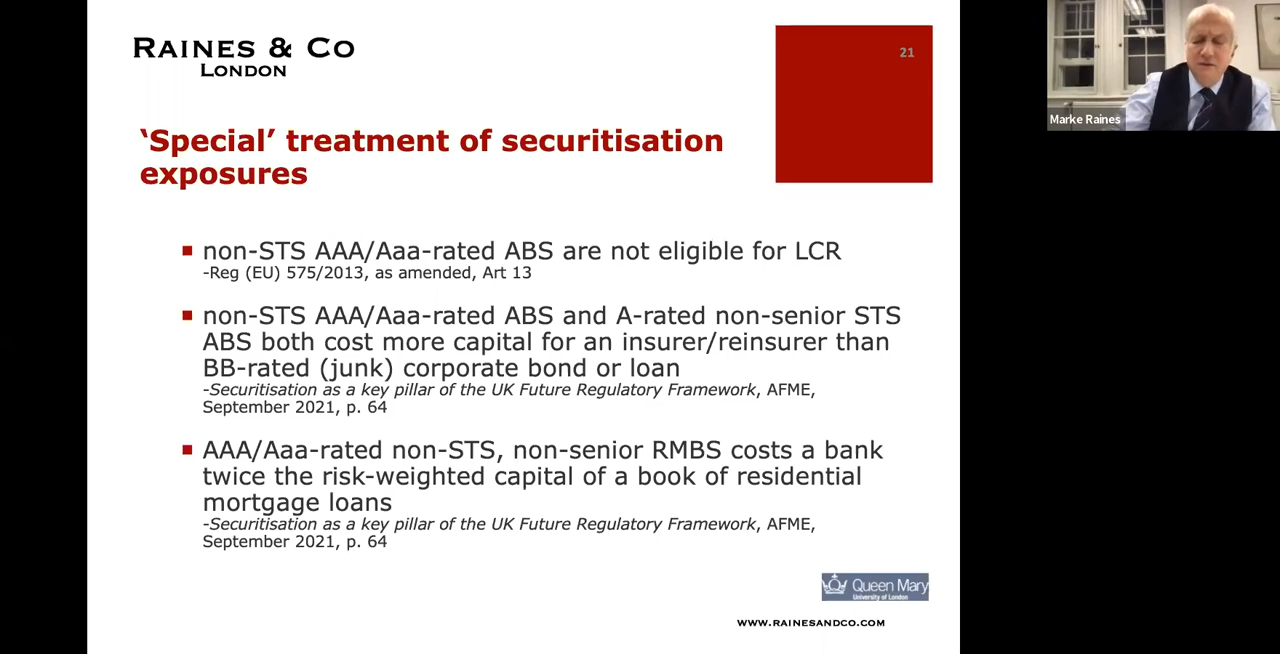 RAINES & CO
LONDON
21
‘Special’ treatment of securitisation
exposures
non-STS AAA/Aaa-rated ABS are not eligible for LCR
-Reg (EU) 575/2013, as amended, Art 13
non-STS AAA/Aaa-rated ABS and A-rated non-senior STS
ABS both cost more capital for an insurer/reinsurer than
BB-rated (junk) corporate bond or loan
-Securitisation as a key pillar of the UK Future Regulatory Framework, AFME,
September 2021, p. 64
AAA/Aaa-rated non-STS, non-senior RMBS costs a bank
twice the risk-weighted capital of a book of residential
mortgage loans
-Securitisation as a key pillar of the UK Future Regulatory Framework, AFME,
September 2021, p. 64
Queen Mary
University of London
WWW.RAINESANDCO.COM
Marke Raines